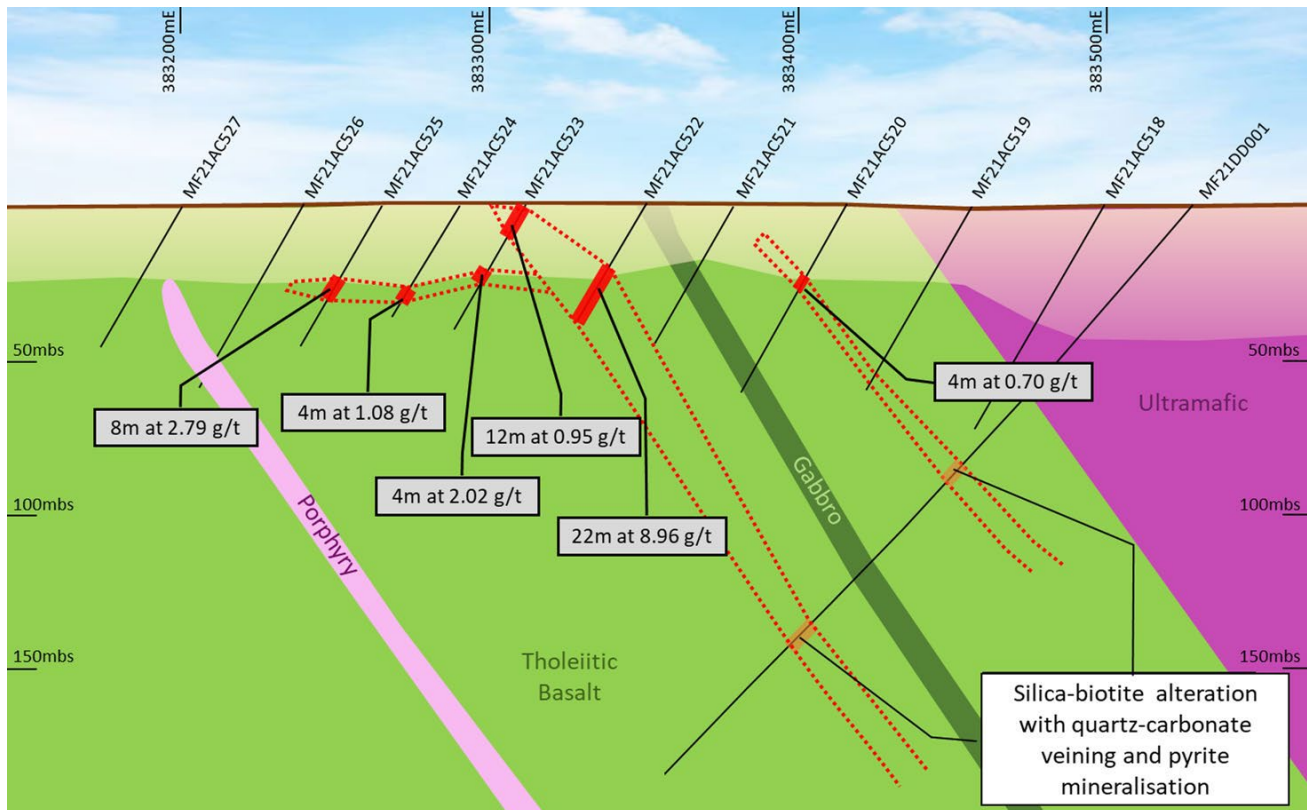 383200mE
383300mE
383400mE
383500mE
MF21AC527
MF21AC526
MF21AC525
MF21AC524
MF21AC523
MF21AC522
MF21AC521
MF21AC520
MF21AC519
MF21AC518
MF21DD001
50mbs
50mbs
4m at 0.70 g/t
Ultramafic
8m at 2.79 g/t
4m at 1.08 g/t
12m at 0.95 g/t
4m at 2.02 g/t
22m at 8.96 g/t
Gabbro
Porphyry
100mbs
100mbs
150mbs
150mbs
Tholeiitic
Basalt
Silica-biotite alteration
with quartz-carbonate
veining and pyrite
mineralisation